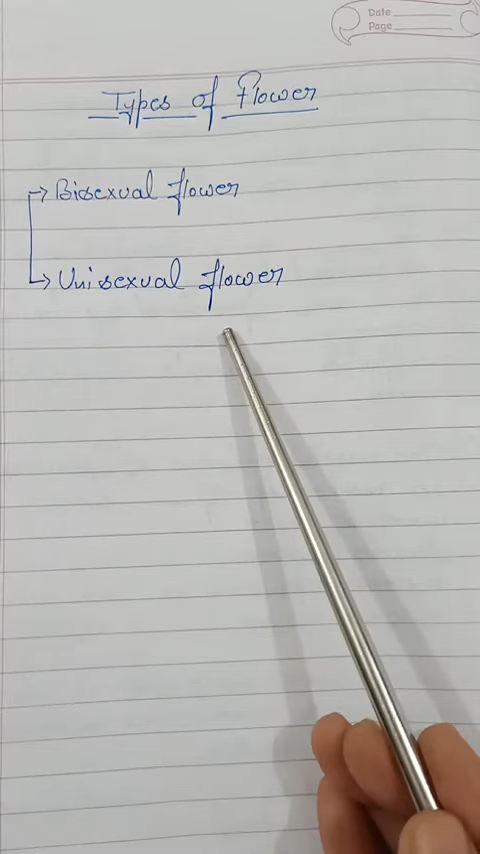 Date
Page
Types of Flower
Bisexual flower
Unisexual flower